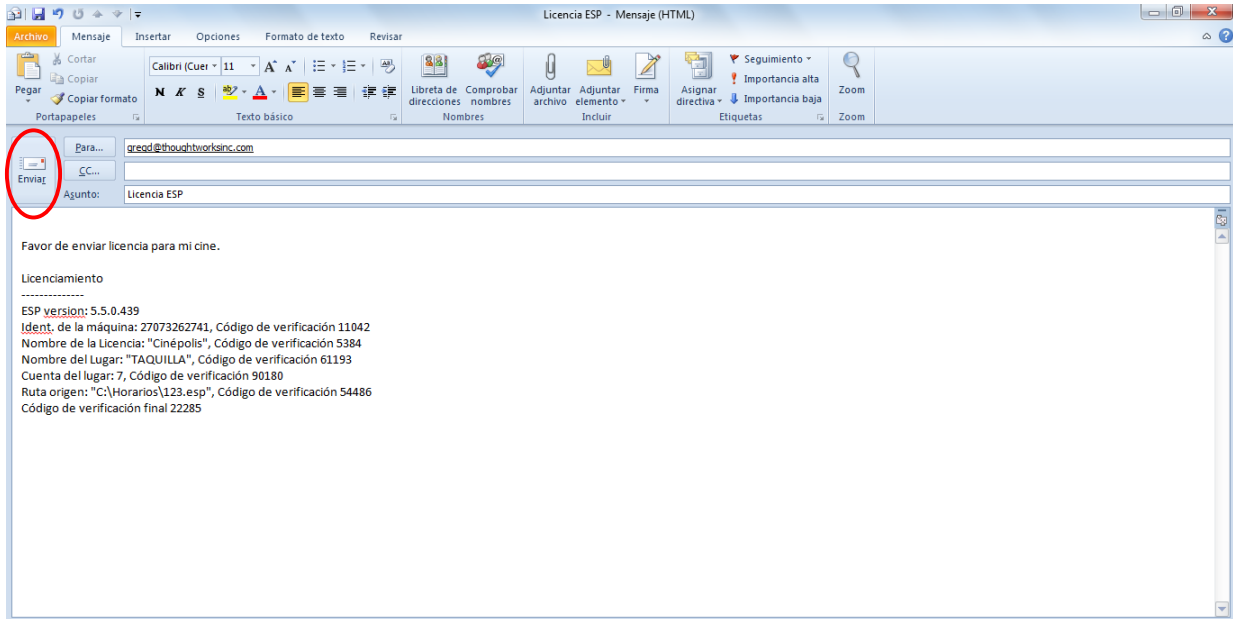 Licencia ESP - Mensaje (HTML)
Archivo Mensaje Insertar Opciones Formato de texto Revisar
Pegar
Cortar
Copiar
Copiar formato
Portapapeles
Calibri (Cuer 11
N K S
Texto básico
Libreta de direcciones
Comprobar nombres
Nombres
Adjuntar archivo
Adjuntar elemento
Firma
Incluir
Asignar directiva
Seguimiento
Importancia alta
Importancia baja
Etiquetas
Zoom
Zoom
Enviar
Para... gregd@thoughtworksinc.com
CC...
Asunto: Licencia ESP
Favor de enviar licencia para mi cine.
Licenciamiento
--------------
ESP version: 5.5.0.439
Ident. de la máquina: 27073262741, Código de verificación 11042
Nombre de la Licencia: "Cinépolis", Código de verificación 5384
Nombre del Lugar: "TAQUILLA", Código de verificación 61193
Cuenta del lugar: 7, Código de verificación 90180
Ruta origen: "C:\Horarios\123.esp", Código de verificación 54486
Código de verificación final 22285